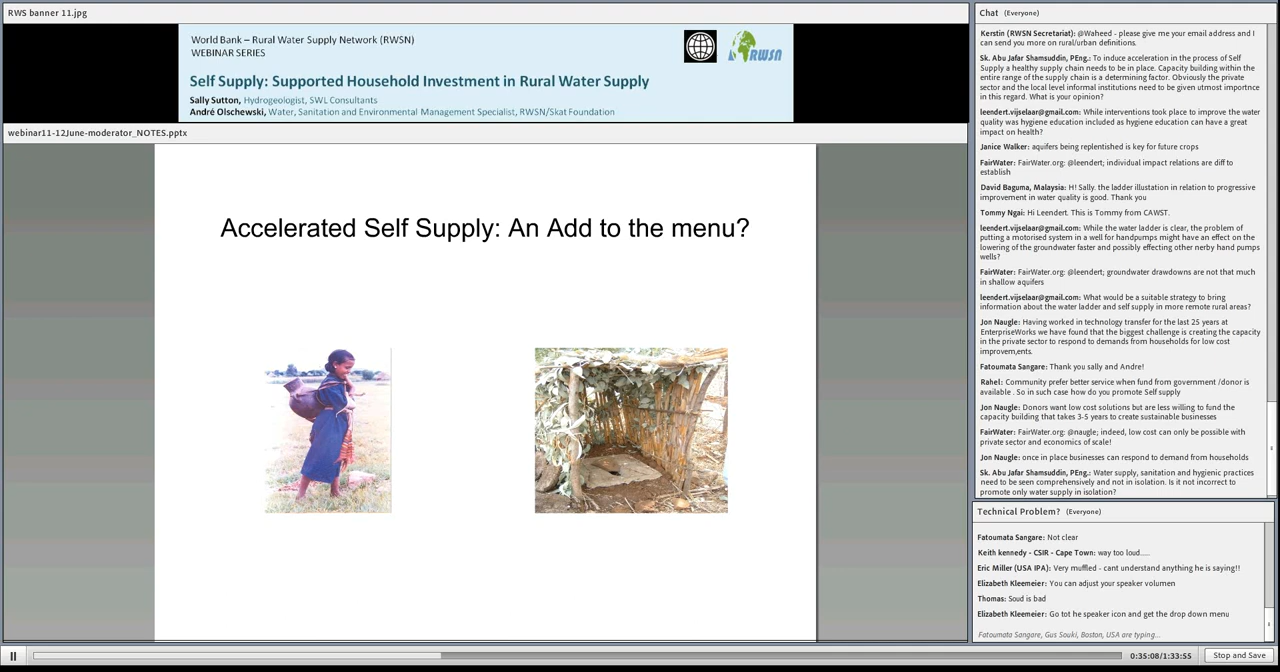 RWS banner 11.jpg
World Bank – Rural Water Supply Network (RWSN)
WEBINAR SERIES
RWSN
Self Supply: Supported Household Investment in Rural Water Supply
Sally Sutton, Hydrogeologist, SWL Consultants
André Olschewski, Water, Sanitation and Environmental Management Specialist, RWSN/Skat Foundation
webinar11-12June-moderator_NOTES.pptx
Accelerated Self Supply: An Add to the menu?
Chat (Everyone)
Kerstin (RWSN Secretariat): @Waheed - please give me your email address and I
can send you more on rural/urban definitions.
Sk. Abu Jafar Shamsuddin, PEng.: To induce acceleration in the process of Self
Supply a healthy supply chain needs to be in place. Capacity building within the
entire range of the supply chain is a determining factor. Obviously the private
sector and the local level informal institutions need to be given utmost importnce
in this regard. What is your opinion?
leendert.vijselaar@gmail.com: While interventions took place to improve the water
quality was hygiene education included as hygiene education can have a great
impact on health?
Janice Walker: aquifers being replentished is key for future crops
FairWater: FairWater.org: @leendert; individual impact relations are diff to
establish
David Baguma, Malaysia: H! Sally. the ladder illustation in relation to progressive
improvement in water quality is good. Thank you
Tommy Ngai: Hi Leendert. This is Tommy from CAWST.
leendert.vijselaar@gmail.com: While the water ladder is clear, the problem of
putting a motorised system in a well for handpumps might have an effect on the
lowering of the groundwater faster and possibly effecting other nerby hand pumps
wells?
FairWater: FairWater.org: @leendert; groundwater drawdowns are not that much
in shallow aquifers
leendert.vijselaar@gmail.com: What would be a suitable strategy to bring
information about the water ladder and self supply in more remote rural areas?
Jon Naugle: Having worked in technology transfer for the last 25 years at
EnterpriseWorks we have found that the biggest challenge is creating the capacity
in the private sector to respond to demands from households for low cost
improvem,ents.
Fatoumata Sangare: Thank you sally and Andre!
Rahel: Community prefer better service when fund from government /donor is
available . So in such case how do you promote Self supply
Jon Naugle: Donors want low cost solutions but are less willing to fund the
capacity building that takes 3-5 years to create sustainable businesses
FairWater: FairWater.org: @naugle; indeed, low cost can only be possible with
private sector and economics of scale!
Jon Naugle: once in place businesses can respond to demand from households
Sk. Abu Jafar Shamsuddin, PEng.: Water supply, sanitation and hygienic practices
need to be seen comprehensively and not in isolation. Is it not incorrect to
promote only water supply in isolation?
Technical Problem? (Everyone)
Fatoumata Sangare: Not clear
Keith kennedy - CSIR - Cape Town: way too loud.....
Eric Miller (USA IPA): Very muffled - cant understand anything he is saying!!
Elizabeth Kleemeier: You can adjust your speaker volumen
Thomas: Soud is bad
Elizabeth Kleemeier: Go tot he speaker icon and get the drop down menu
Fatoumata Sangare, Gus Souki, Boston, USA are typing...
0:35:08/1:33:55
Stop and Save